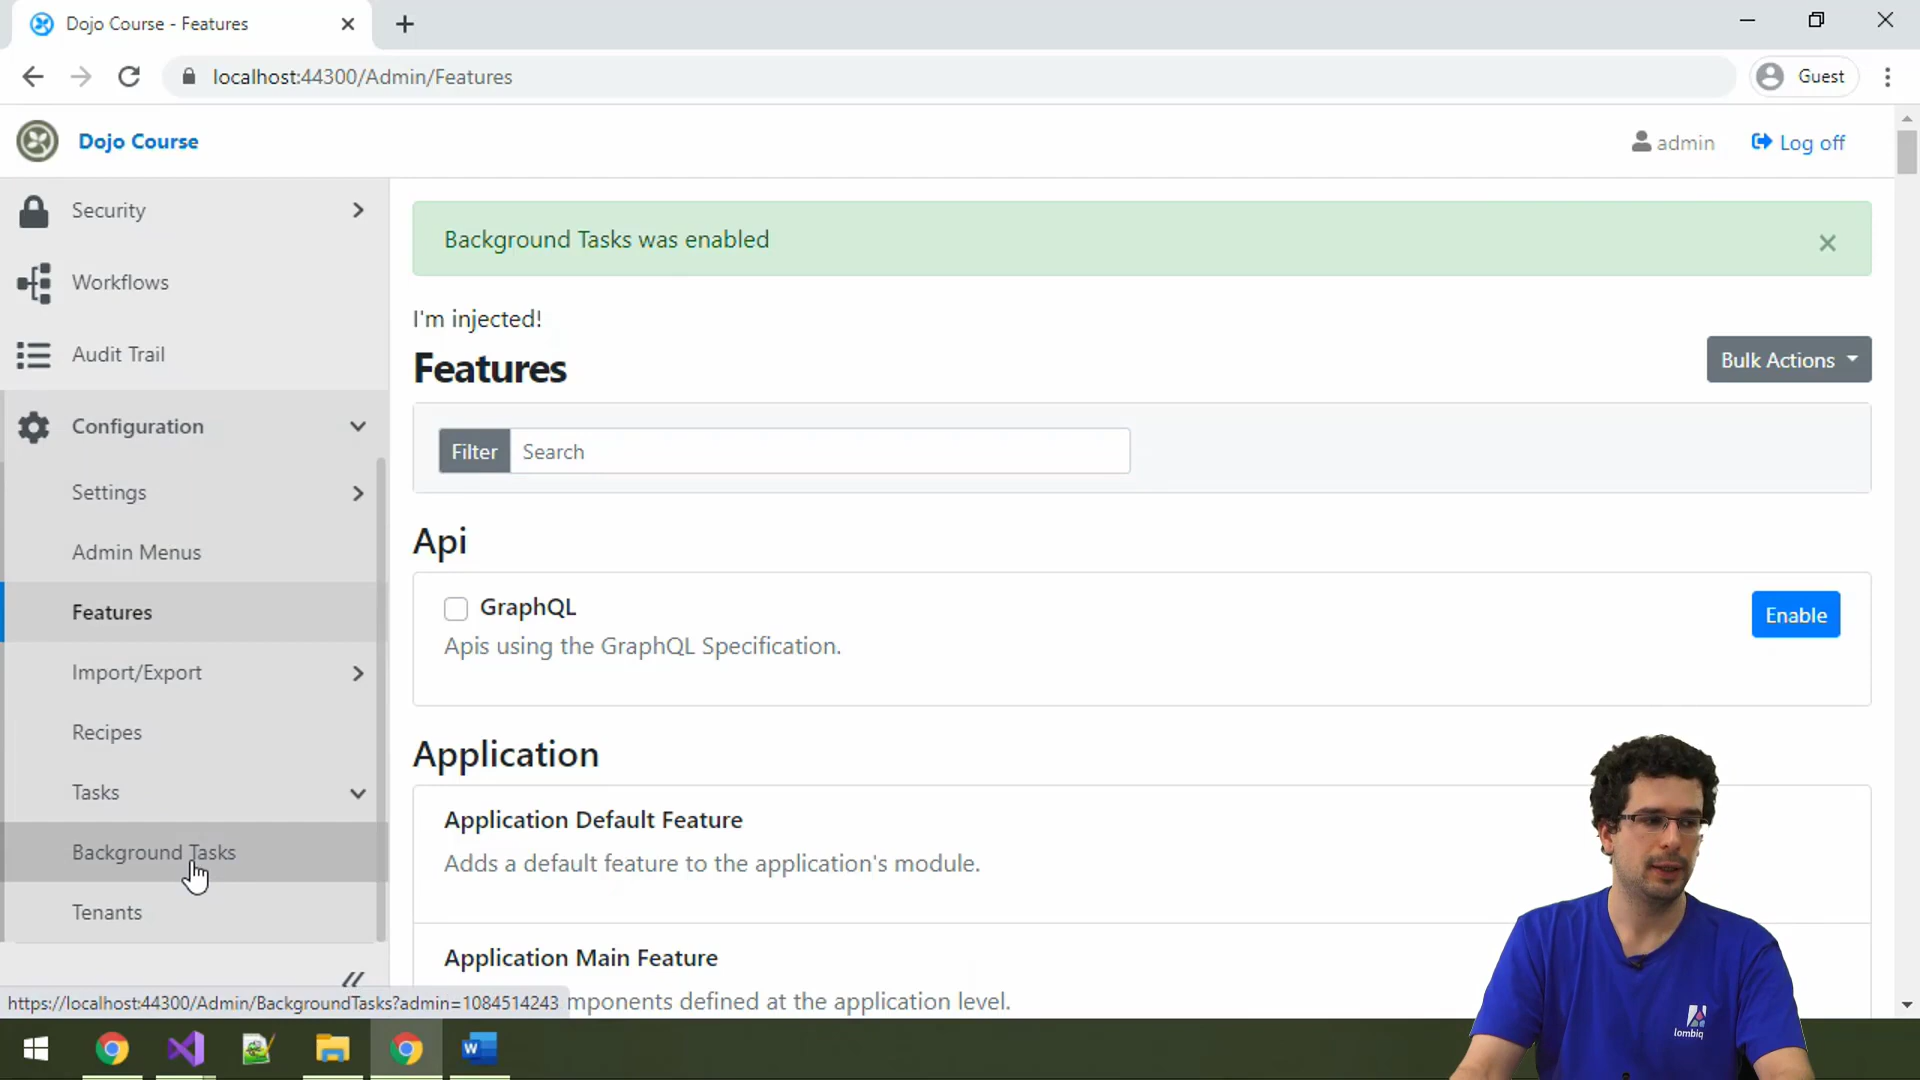 Dojo Course - Features
localhost:44300/Admin/Features
Guest
Dojo Course
admin
Log off
Security
Workflows
Audit Trail
Configuration
Settings
Admin Menus
Features
Import/Export
Recipes
Tasks
Background Tasks
Tenants
Background Tasks was enabled
I'm injected!
Features
Bulk Actions
Filter
Search
Api
GraphQL
Enable
Apis using the GraphQL Specification.
Application
Application Default Feature
Adds a default feature to the application's module.
Application Main Feature
mponents defined at the application level.
https://localhost:44300/Admin/BackgroundTasks?admin=1084514243
W
lombiq